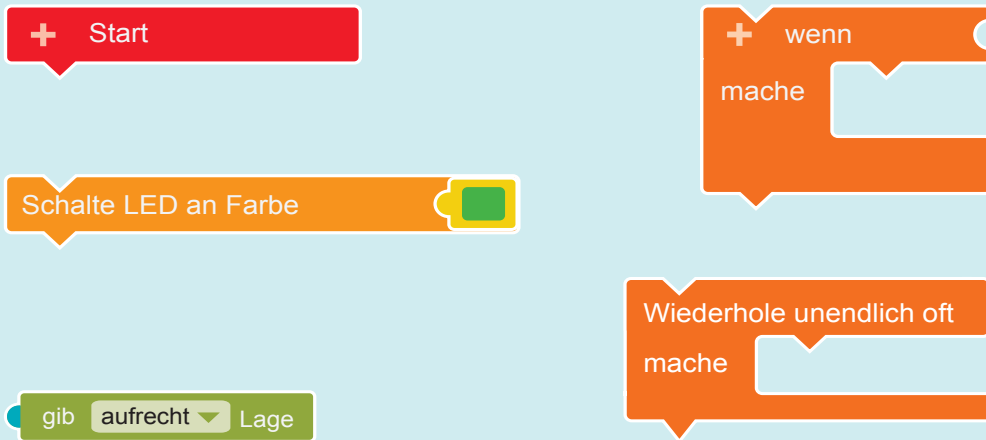 Start
wenn
mache
Schalte LED an Farbe
Wiederhole unendlich oft
mache
gib aufrecht Lage